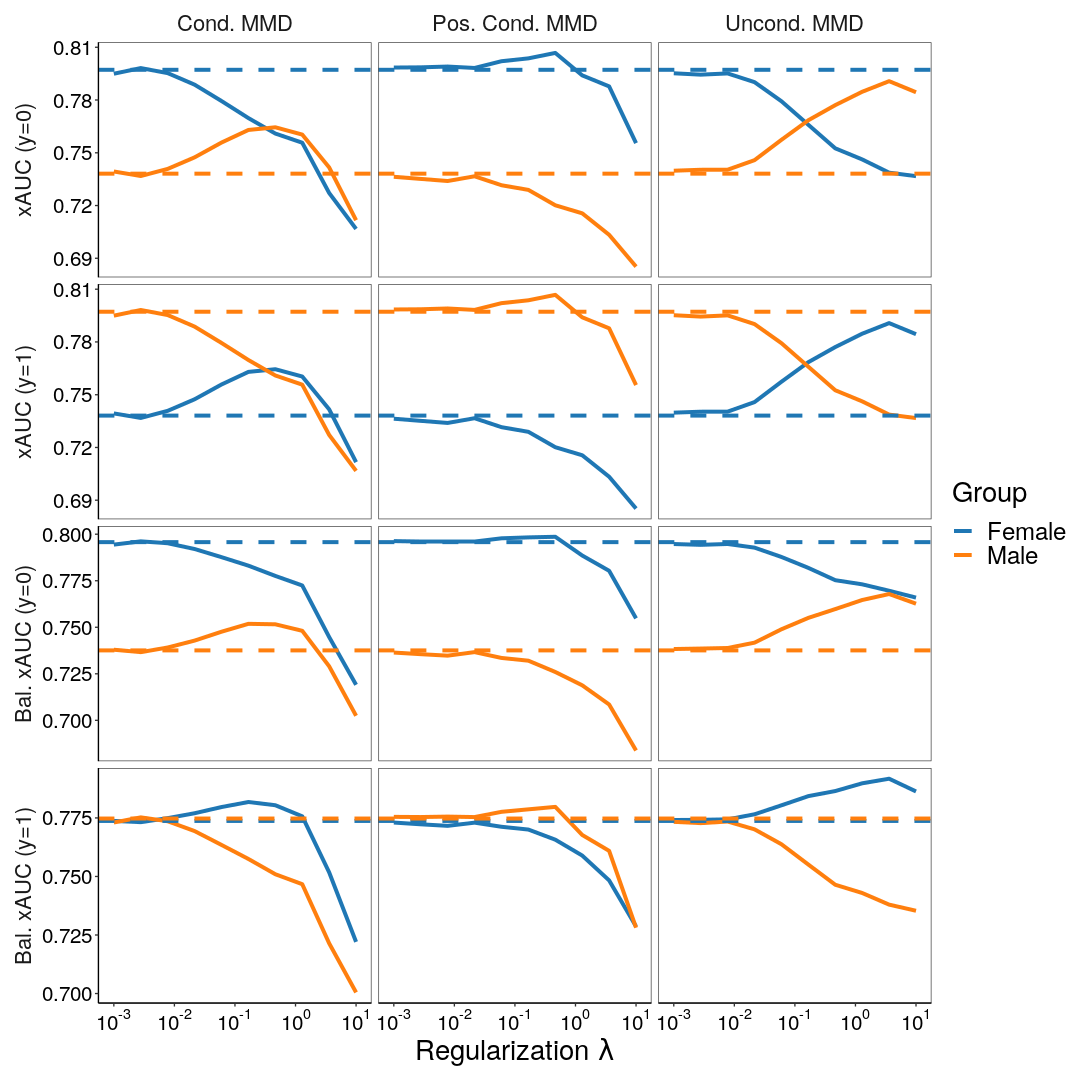 Cond. MMD Pos. Cond. MMD Uncond. MMD
xAUC (y=0)
0.81
0.78
0.75
0.72
0.69
xAUC (y=1)
0.81
0.78
0.75
0.72
0.69
Bal. xAUC (y=0)
0.800
0.775
0.750
0.725
0.700
Bal. xAUC (y=1)
0.775
0.750
0.725
0.700
10⁻³ 10⁻² 10⁻¹ 10⁰ 10¹ 10⁻³ 10⁻² 10⁻¹ 10⁰ 10¹ 10⁻³ 10⁻² 10⁻¹ 10⁰ 10¹
Regularization λ
Group
Female
Male